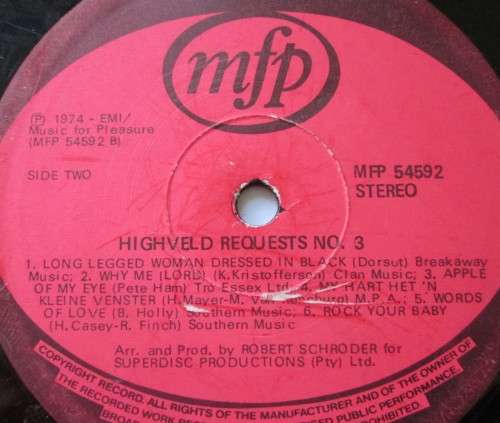 mfp
℗ 1974 - EMI/
Music for Pleasure
(MFP 54592 B)
SIDE TWO
MFP 54592
STEREO
HIGHVELD REQUESTS NO. 3
1. LONG LEGGED WOMAN DRESSED IN BLACK (Dorsut) Breakaway
Music; 2. WHY ME (LORD) (K. Kristofferson) Clan Music; 3. APPLE
OF MY EYE (Pete Ham) Tro Essex Ltd. 4. MY HART HET 'N
KLEINE VENSTER (H. Mayer-M. M.P.A.; 5. WORDS
OF LOVE (B. Holly) Southern Music; 6. ROCK YOUR BABY
(H. Casey-R. Finch) Southern Music
Arr. and Prod. by ROBERT SCHRODER for
SUPERDISC PRODUCTIONS (Pty) Ltd.
COPYRIGHT RECORD. ALL RIGHTS OF THE MANUFACTURER AND OF THE OWNER OF
THE RECORDED WORK PUBLIC PERFORMANCE.